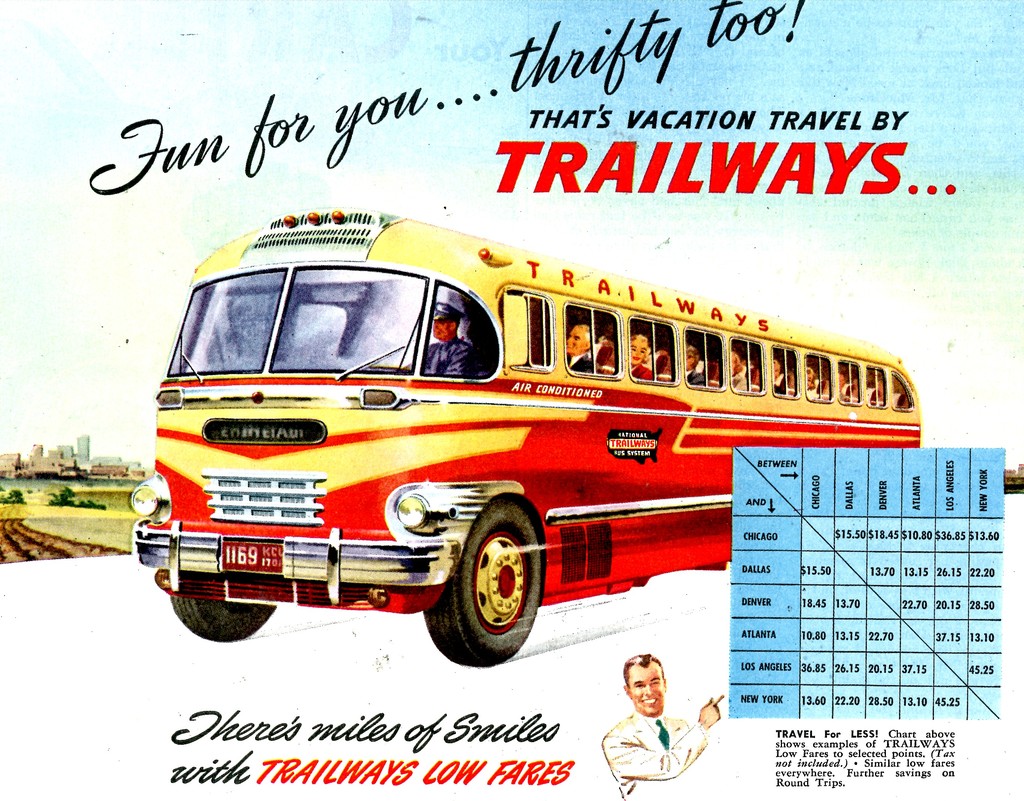 Fun for you.... thrifty too!
THAT'S VACATION TRAVEL BY
TRAILWAYS...
TRAILWAYS
AIR CONDITIONED
NATIONAL
TRAILWAYS
BUS SYSTEM
1169
BETWEEN →
AND ↓
CHICAGO DALLAS DENVER ATLANTA LOS ANGELES NEW YORK
CHICAGO $15.50 $18.45 $10.80 $36.85 $13.60
DALLAS $15.50 13.70 13.15 26.15 22.20
DENVER 18.45 13.70 22.70 20.15 28.50
ATLANTA 10.80 13.15 22.70 37.15 13.10
LOS ANGELES 36.85 26.15 20.15 37.15 45.25
NEW YORK 13.60 22.20 28.50 13.10 45.25
There's miles of Smiles
with TRAILWAYS LOW FARES
TRAVEL For LESS! Chart above
shows examples of TRAILWAYS
Low Fares to selected points. (Tax
not included.) • Similar low fares
everywhere. Further savings on
Round Trips.